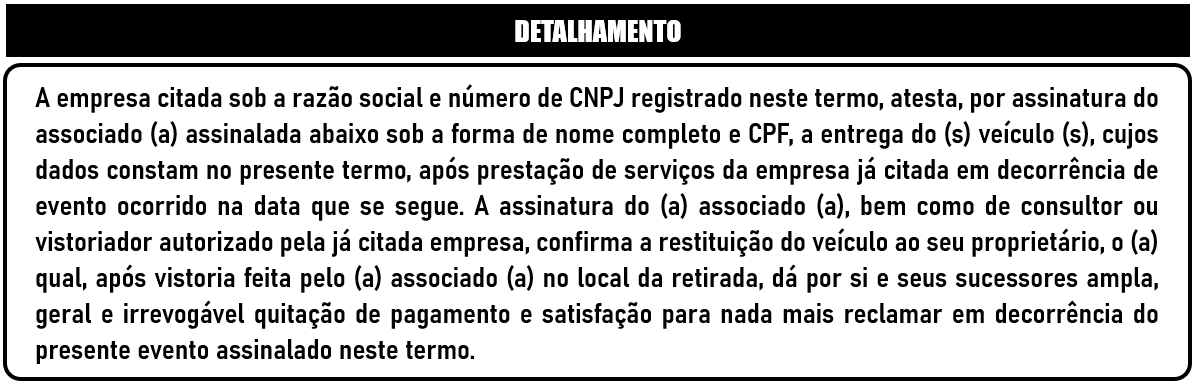 DETALHAMENTO
A empresa citada sob a razão social e número de CNPJ registrado neste termo, atesta, por assinatura do
associado (a) assinalada abaixo sob a forma de nome completo e CPF, a entrega do (s) veículo (s), cujos
dados constam no presente termo, após prestação de serviços da empresa já citada em decorrência de
evento ocorrido na data que se segue. A assinatura do (a) associado (a), bem como de consultor ou
vistoriador autorizado pela já citada empresa, confirma a restituição do veículo ao seu proprietário, o (a)
qual, após vistoria feita pelo (a) associado (a) no local da retirada, dá por si e seus sucessores ampla,
geral e irrevogável quitação de pagamento e satisfação para nada mais reclamar em decorrência do
presente evento assinalado neste termo.